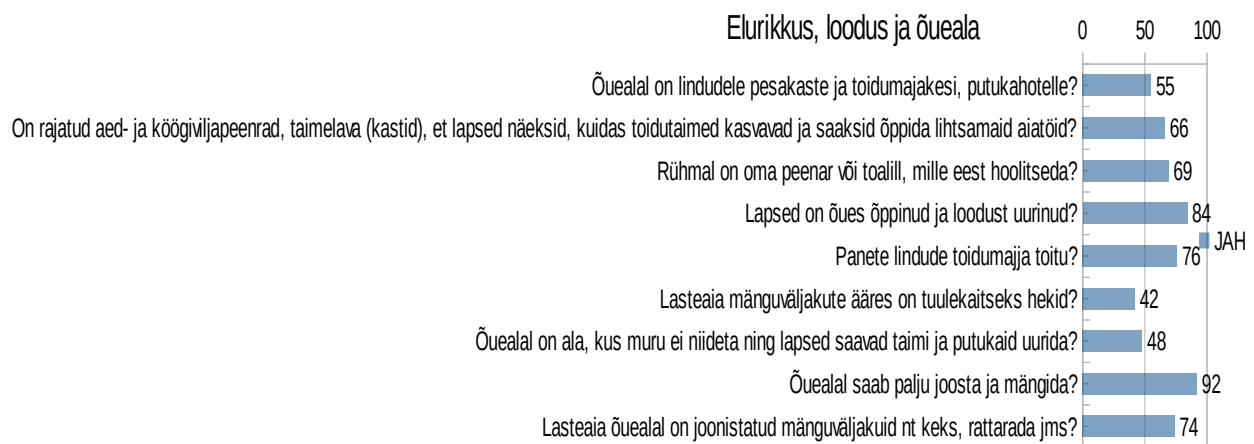 Elurikkus, loodus ja õueala
0 50 100
Õuealal on lindudele pesakaste ja toidumajakesi, putukahotelle? 55
On rajatud aed- ja köögiviljapeenrad, taimelava (kastid), et lapsed näeksid, kuidas toidutaimed kasvavad ja saaksid õppida lihtsamaid aiatöid? 66
Rühmal on oma peenar või toalill, mille eest hoolitseda? 69
Lapsed on õues õppinud ja loodust uurinud? 84
JAH
Panete lindude toidumajja toitu? 76
Lasteaia mänguväljakute ääres on tuulekaitseks hekid? 42
Õuealal on ala, kus muru ei niideta ning lapsed saavad taimi ja putukaid uurida? 48
Õuealal saab palju joosta ja mängida? 92
Lasteaia õuealal on joonistatud mänguväljakuid nt keks, rattarada jms? 74